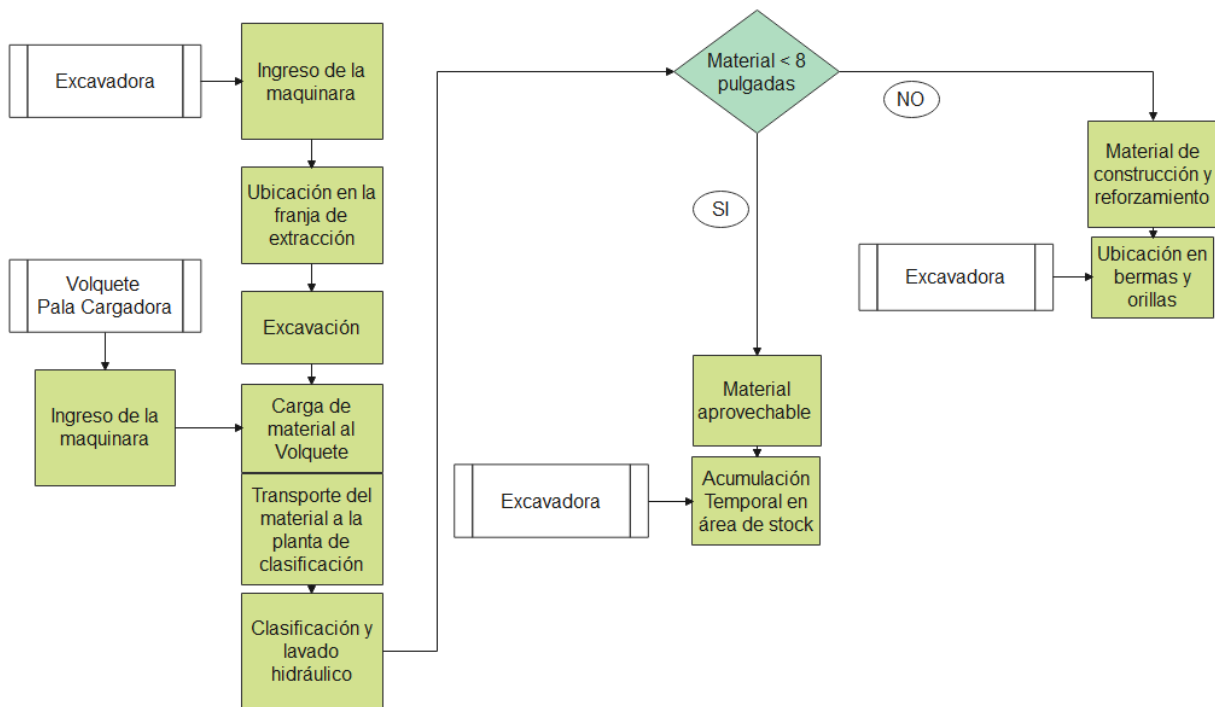 Excavadora
Ingreso de la
maquinara
Ubicación en la
franja de
extracción
Volquete
Pala Cargadora
Excavación
Ingreso de la
maquinara
Carga de
material al
Volquete
Transporte del
material a la
planta de
clasificación
Clasificación y
lavado
hidráulico
Material < 8
pulgadas
NO
SI
Material de
construcción y
reforzamiento
Excavadora
Ubicación en
bermas y
orillas
Material
aprovechable
Excavadora
Acumulación
Temporal en
área de stock